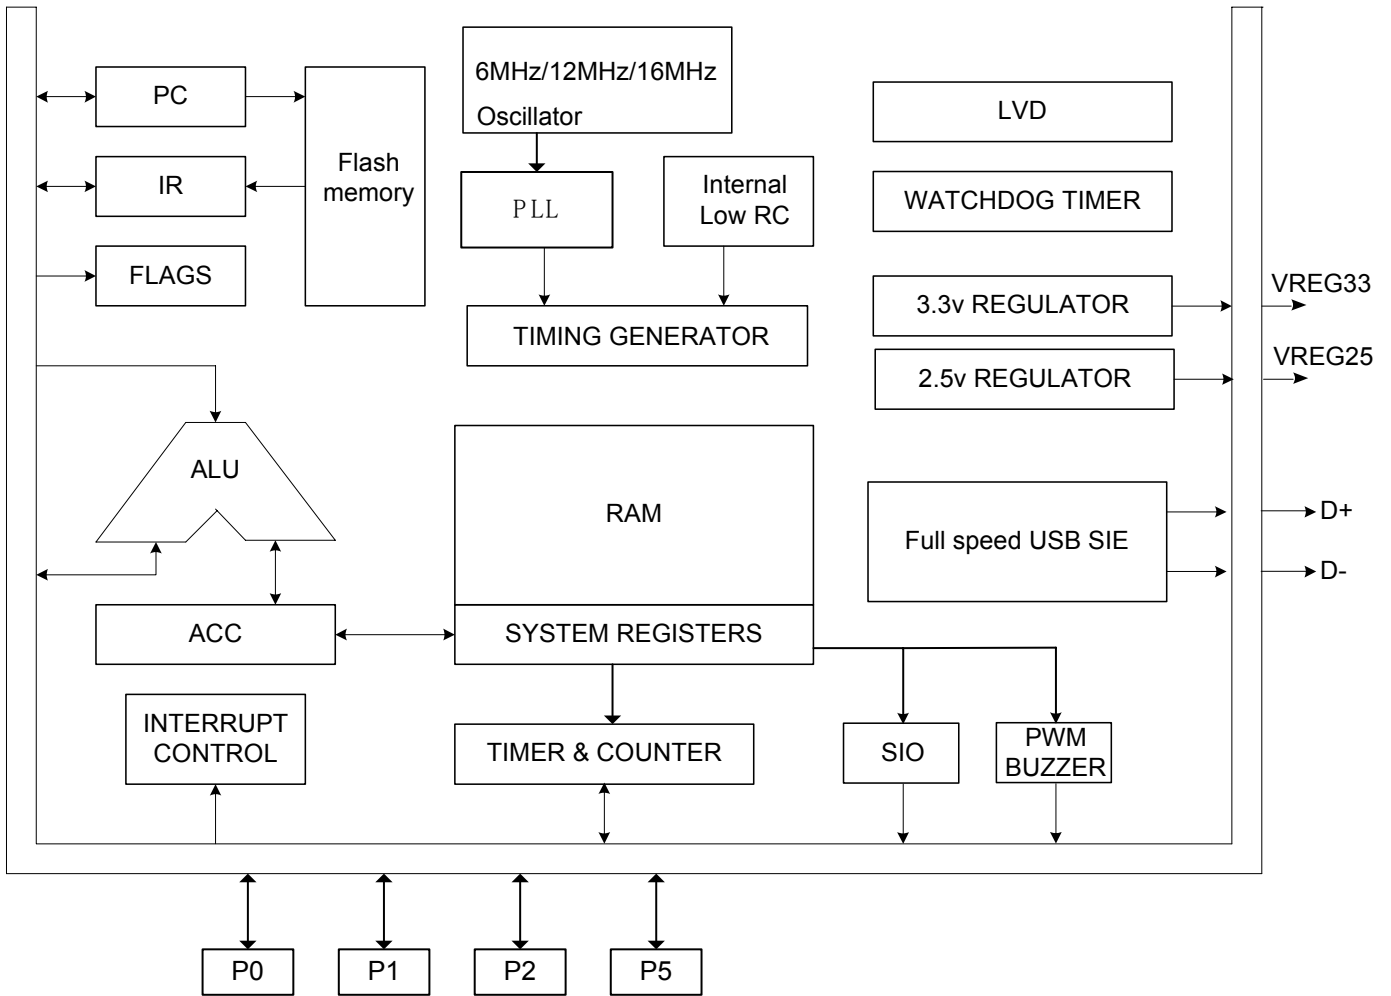 6MHz/12MHz/16MHz
Oscillator
PC
Flash
memory
LVD
IR
PLL
Internal
Low RC
WATCHDOG TIMER
FLAGS
3.3v REGULATOR
VREG33
TIMING GENERATOR
2.5v REGULATOR
VREG25
ALU
RAM
Full speed USB SIE
D+
D-
ACC
SYSTEM REGISTERS
INTERRUPT
CONTROL
TIMER & COUNTER
SIO
PWM
BUZZER
P0
P1
P2
P5